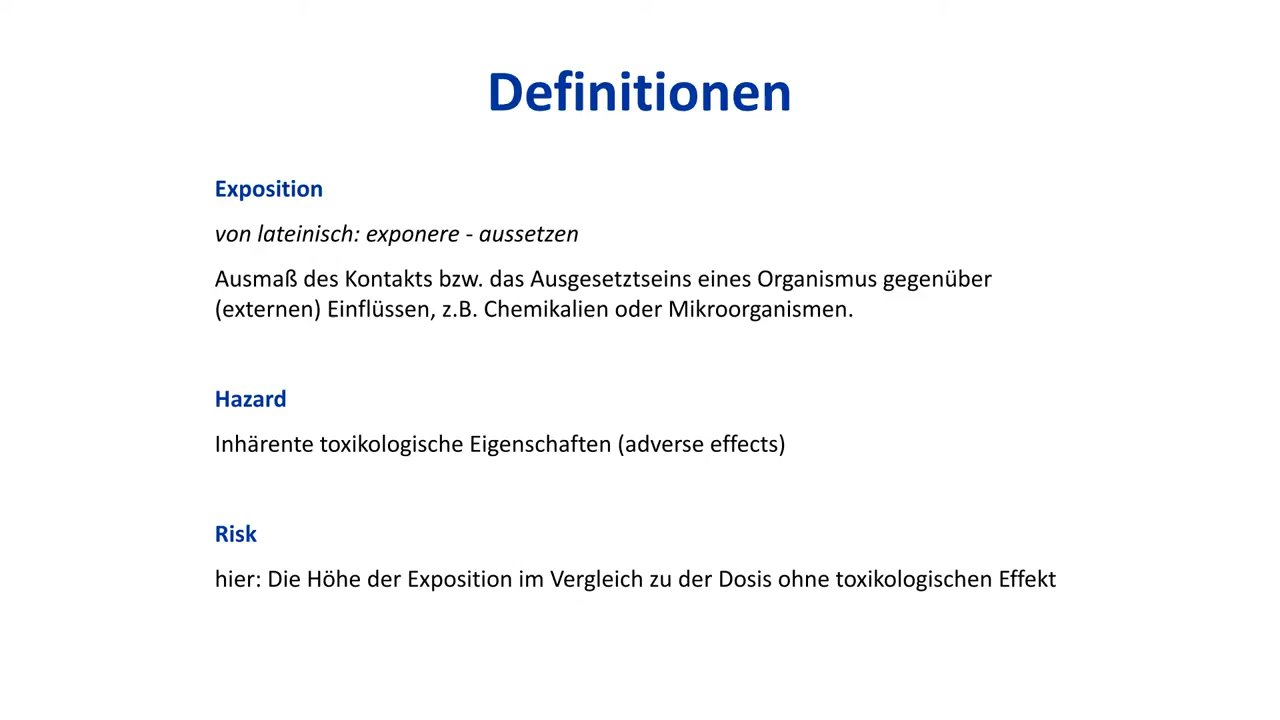 Definitionen
Exposition
von lateinisch: exponere - aussetzen
Ausmaß des Kontakts bzw. das Ausgesetztseins eines Organismus gegenüber
(externen) Einflüssen, z.B. Chemikalien oder Mikroorganismen.
Hazard
Inhärente toxikologische Eigenschaften (adverse effects)
Risk
hier: Die Höhe der Exposition im Vergleich zu der Dosis ohne toxikologischen Effekt